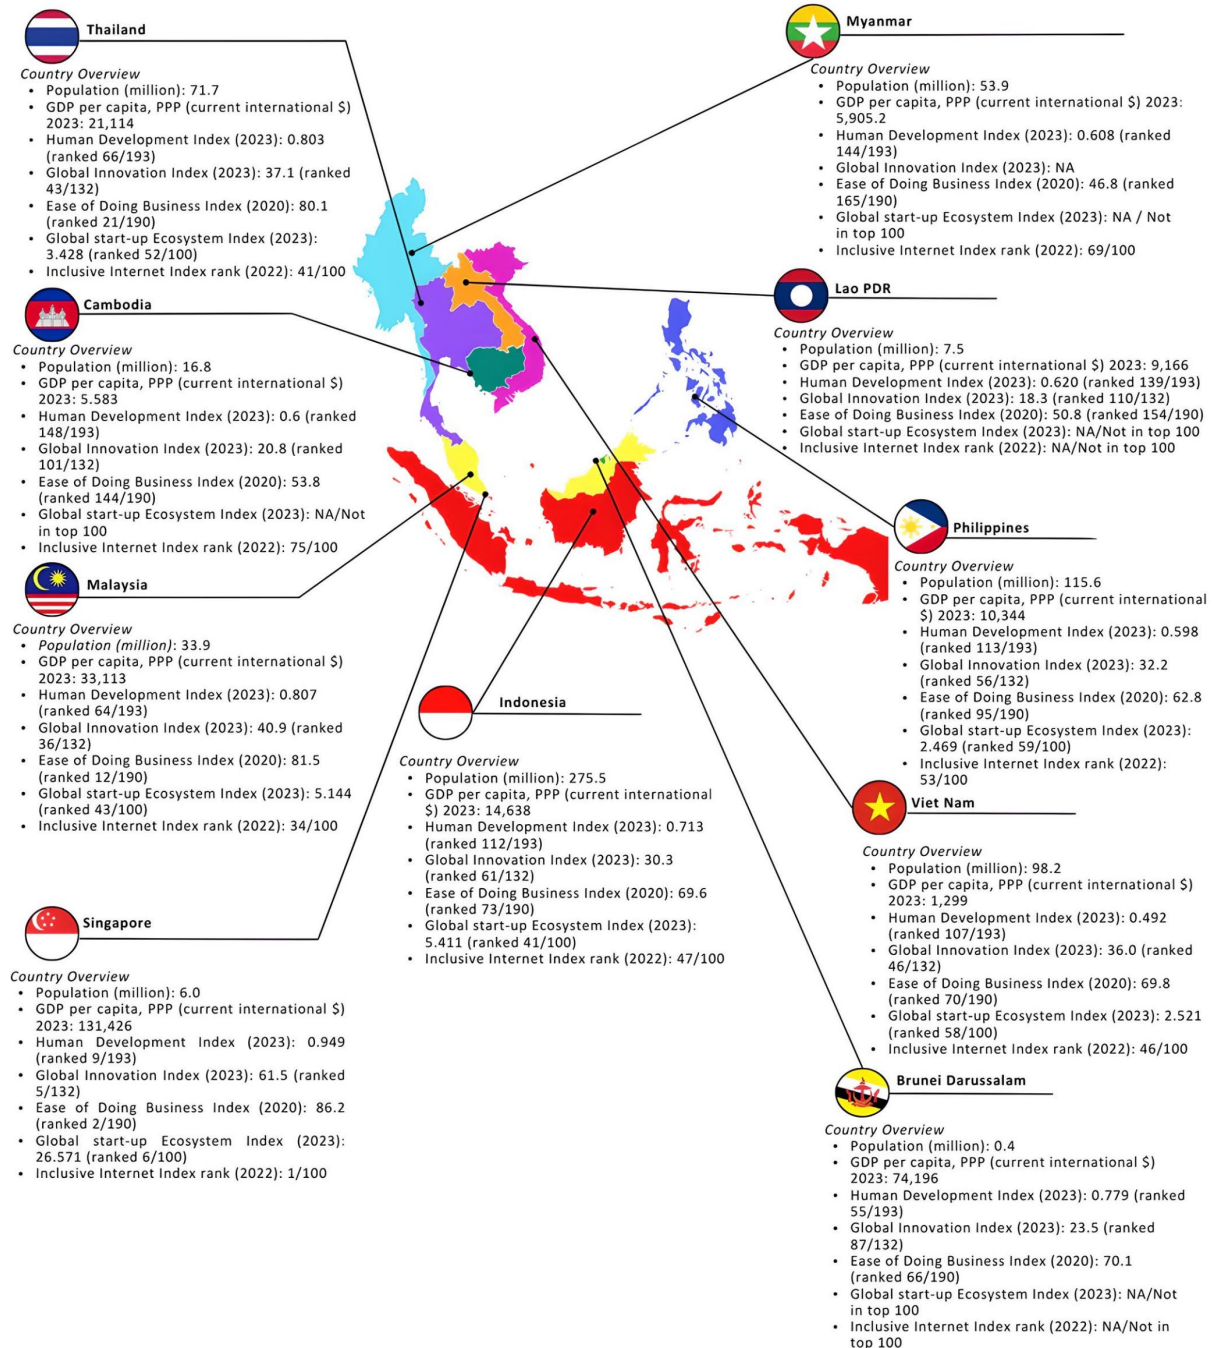 Thailand
Country Overview
• Population (million): 71.7
• GDP per capita, PPP (current international $)
2023: 21,114
• Human Development Index (2023): 0.803
(ranked 66/193)
• Global Innovation Index (2023): 37.1 (ranked
43/132)
• Ease of Doing Business Index (2020): 80.1
(ranked 21/190)
• Global start-up Ecosystem Index (2023):
3.428 (ranked 52/100)
• Inclusive Internet Index rank (2022): 41/100
Cambodia
Country Overview
• Population (million): 16.8
• GDP per capita, PPP (current international $)
2023: 5.583
• Human Development Index (2023): 0.6 (ranked
148/193)
• Global Innovation Index (2023): 20.8 (ranked
101/132)
• Ease of Doing Business Index (2020): 53.8
(ranked 144/190)
• Global start-up Ecosystem Index (2023): NA/Not
in top 100
• Inclusive Internet Index rank (2022): 75/100
Malaysia
Country Overview
• Population (million): 33.9
• GDP per capita, PPP (current international $)
2023: 33,113
• Human Development Index (2023): 0.807
(ranked 64/193)
• Global Innovation Index (2023): 40.9 (ranked
36/132)
• Ease of Doing Business Index (2020): 81.5
(ranked 12/190)
• Global start-up Ecosystem Index (2023): 5.144
(ranked 43/100)
• Inclusive Internet Index rank (2022): 34/100
Singapore
Country Overview
• Population (million): 6.0
• GDP per capita, PPP (current international $)
2023: 131,426
• Human Development Index (2023): 0.949
(ranked 9/193)
• Global Innovation Index (2023): 61.5 (ranked
5/132)
• Ease of Doing Business Index (2020): 86.2
(ranked 2/190)
• Global start-up Ecosystem Index (2023):
26.571 (ranked 6/100)
• Inclusive Internet Index rank (2022): 1/100
Indonesia
Country Overview
• Population (million): 275.5
• GDP per capita, PPP (current international
$) 2023: 14,638
• Human Development Index (2023): 0.713
(ranked 112/193)
• Global Innovation Index (2023): 30.3
(ranked 61/132)
• Ease of Doing Business Index (2020): 69.6
(ranked 73/190)
• Global start-up Ecosystem Index (2023):
5.411 (ranked 41/100)
• Inclusive Internet Index rank (2022): 47/100
Myanmar
Country Overview
• Population (million): 53.9
• GDP per capita, PPP (current international $) 2023:
5,905.2
• Human Development Index (2023): 0.608 (ranked
144/193)
• Global Innovation Index (2023): NA
• Ease of Doing Business Index (2020): 46.8 (ranked
165/190)
• Global start-up Ecosystem Index (2023): NA / Not
in top 100
• Inclusive Internet Index rank (2022): 69/100
Lao PDR
Country Overview
• Population (million): 7.5
• GDP per capita, PPP (current international $) 2023: 9,166
• Human Development Index (2023): 0.620 (ranked 139/193)
• Global Innovation Index (2023): 18.3 (ranked 110/132)
• Ease of Doing Business Index (2020): 50.8 (ranked 154/190)
• Global start-up Ecosystem Index (2023): NA/Not in top 100
• Inclusive Internet Index rank (2022): NA/Not in top 100
Philippines
Country Overview
• Population (million): 115.6
• GDP per capita, PPP (current international
$) 2023: 10,344
• Human Development Index (2023): 0.598
(ranked 113/193)
• Global Innovation Index (2023): 32.2
(ranked 56/132)
• Ease of Doing Business Index (2020): 62.8
(ranked 95/190)
• Global start-up Ecosystem Index (2023):
2.469 (ranked 59/100)
• Inclusive Internet Index rank (2022):
53/100
Viet Nam
Country Overview
• Population (million): 98.2
• GDP per capita, PPP (current international $)
2023: 1,299
• Human Development Index (2023): 0.492
(ranked 107/193)
• Global Innovation Index (2023): 36.0 (ranked
46/132)
• Ease of Doing Business Index (2020): 69.8
(ranked 70/190)
• Global start-up Ecosystem Index (2023): 2.521
(ranked 58/100)
• Inclusive Internet Index rank (2022): 46/100
Brunei Darussalam
Country Overview
• Population (million): 0.4
• GDP per capita, PPP (current international $)
2023: 74,196
• Human Development Index (2023): 0.779 (ranked
55/193)
• Global Innovation Index (2023): 23.5 (ranked
87/132)
• Ease of Doing Business Index (2020): 70.1
(ranked 66/190)
• Global start-up Ecosystem Index (2023): NA/Not
in top 100
• Inclusive Internet Index rank (2022): NA/Not in
top 100